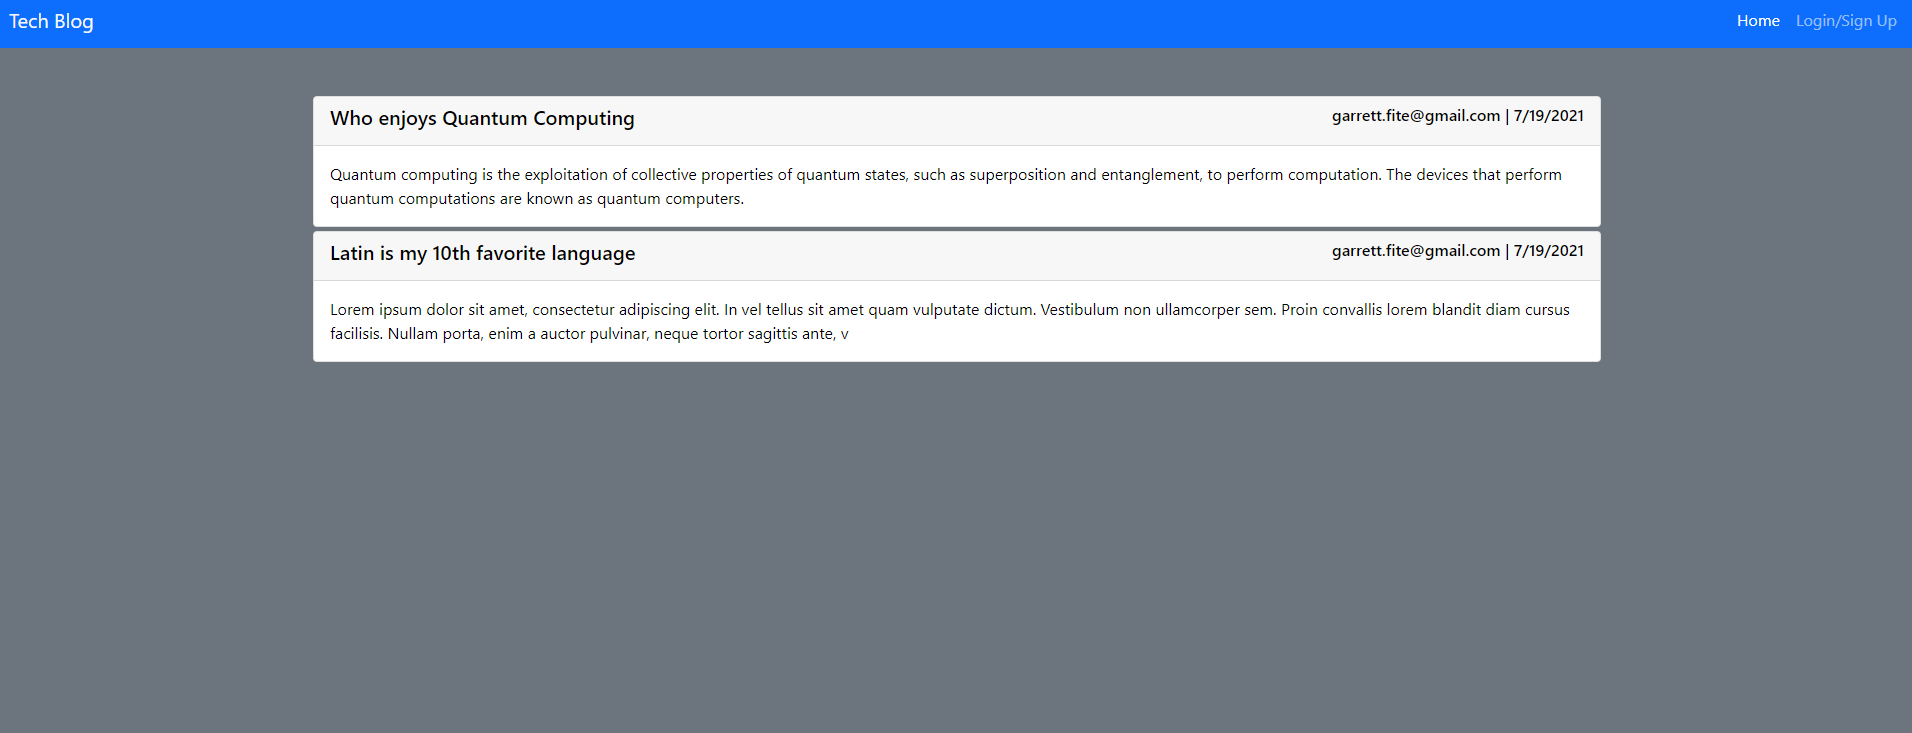 Tech Blog
Home Login/Sign Up
Who enjoys Quantum Computing
garrett.fite@gmail.com | 7/19/2021
Quantum computing is the exploitation of collective properties of quantum states, such as superposition and entanglement, to perform computation. The devices that perform
quantum computations are known as quantum computers.
Latin is my 10th favorite language
garrett.fite@gmail.com | 7/19/2021
Lorem ipsum dolor sit amet, consectetur adipiscing elit. In vel tellus sit amet quam vulputate dictum. Vestibulum non ullamcorper sem. Proin convallis lorem blandit diam cursus
facilisis. Nullam porta, enim a auctor pulvinar, neque tortor sagittis ante, v